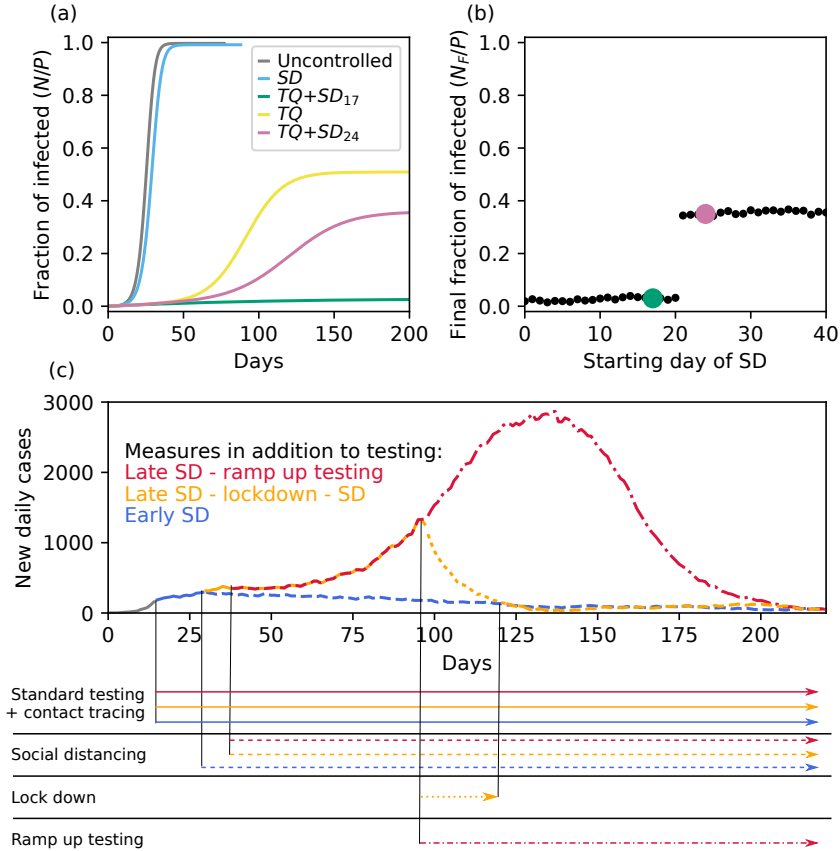 (a)
Fraction of infected (N/P)
1.0
0.8
0.6
0.4
0.2
0.0
Uncontrolled
SD
TQ+SD₁₇
TQ
TQ+SD₂₄
0 50 100 150 200
Days
(b)
Final fraction of infected (N_F/P)
1.0
0.8
0.6
0.4
0.2
0.0
0 10 20 30 40
Starting day of SD
(c)
New daily cases
3000
2000
1000
0
Measures in addition to testing:
Late SD - ramp up testing
Late SD - lockdown - SD
Early SD
0 25 50 75 100 125 150 175 200
Days
Standard testing
+ contact tracing
Social distancing
Lock down
Ramp up testing